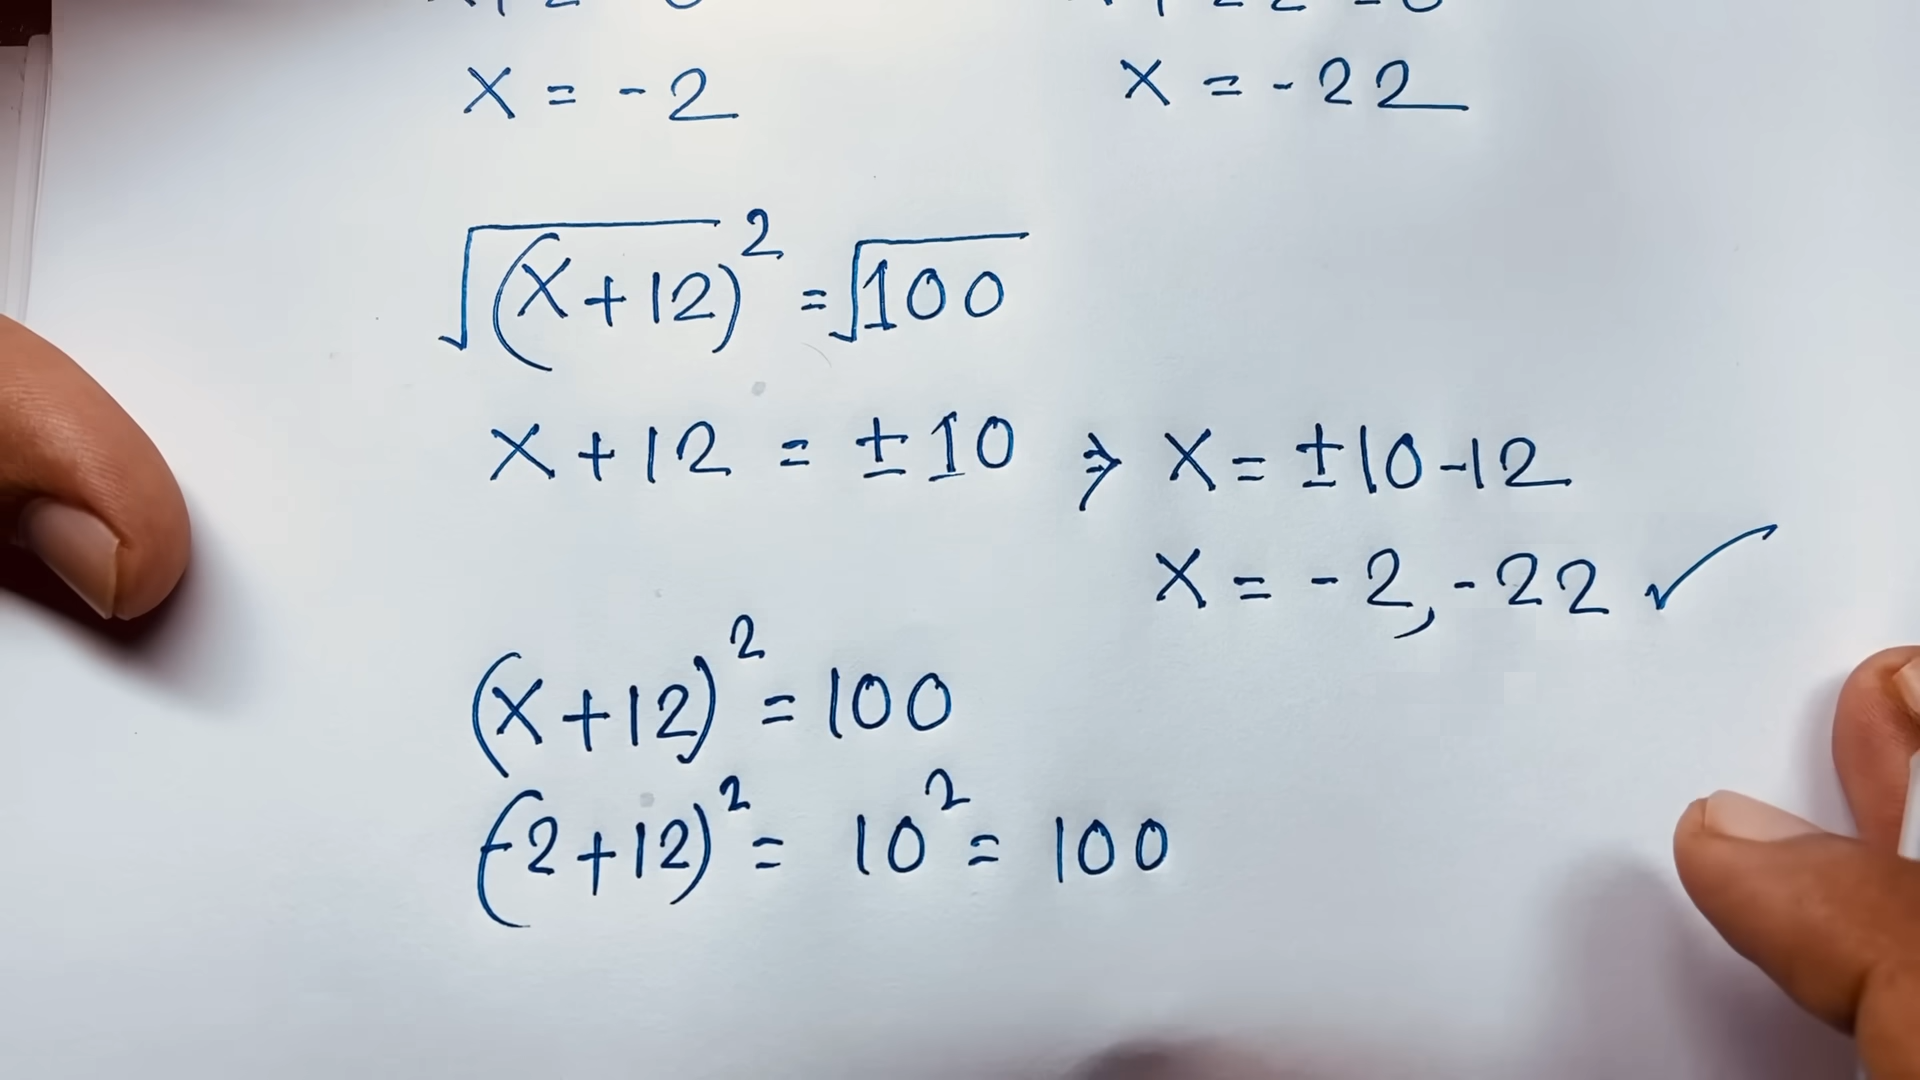 x = -2
x = -22
√(x+12)² = √100
x+12 = ±10 ⇒ x = ±10-12
x = -2, -22 ✓
(x+12)² = 100
(-2+12)² = 10² = 100